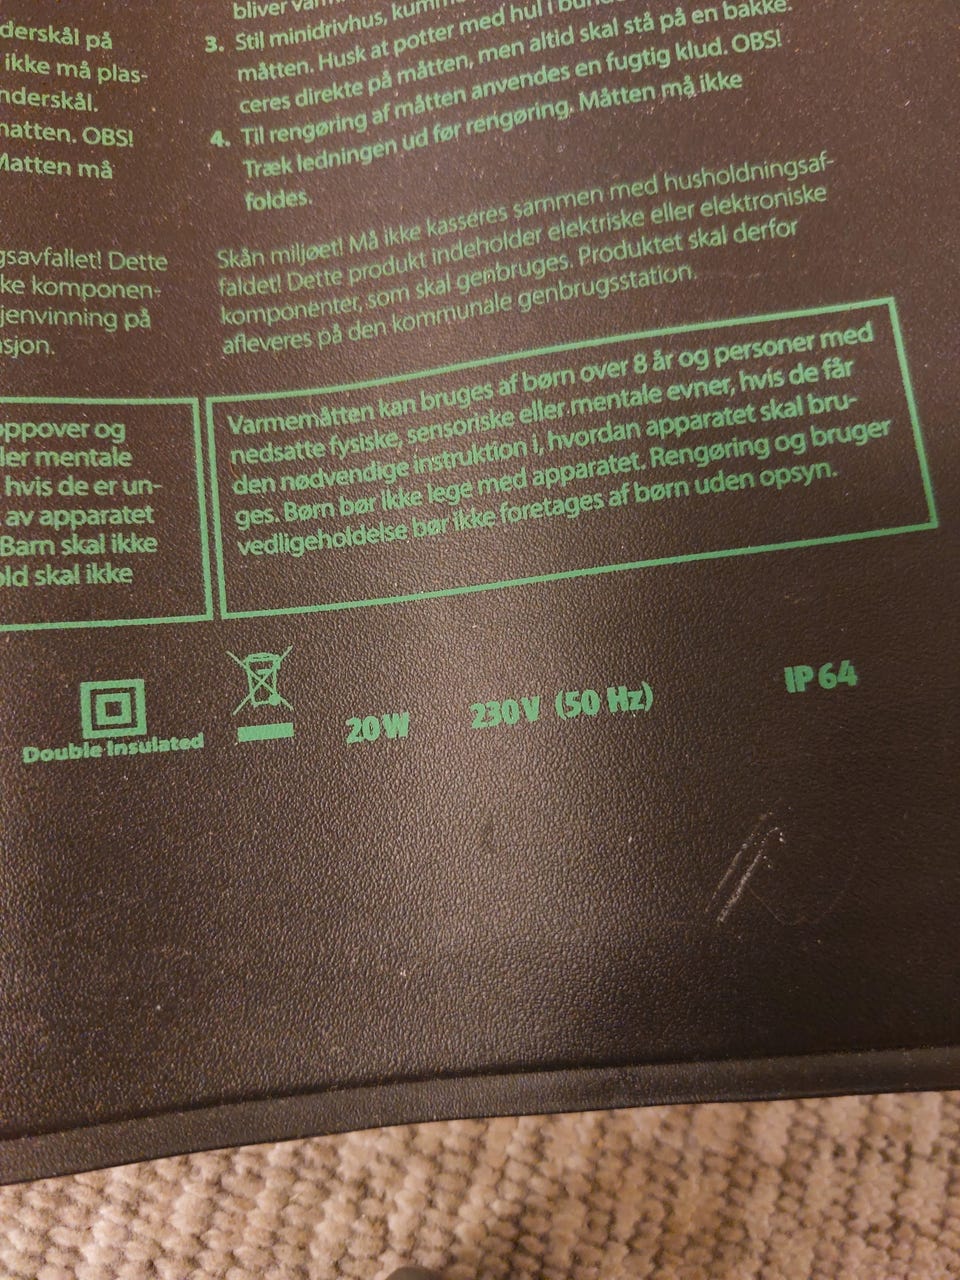 derskål på
ikke må plas-
nderskål.
matten. OBS!
Matten må
gsavfallet! Dette
ke komponen-
jenvinning på
sjon.
oppover og
ler mentale
hvis de er un-
av apparatet
Barn skal ikke
old skal ikke
bliver
3. Stil minidrivhus,
måtten. Husk at potter med hul i
ceres direkte på måtten, men altid skal stå på en bakke.
4. Til rengøring af måtten anvendes en fugtig klud. OBS!
Træk ledningen ud før rengøring. Måtten må ikke
foldes.
Skån miljøet! Må ikke kasseres sammen med husholdningsaf-
faldet! Dette produkt indeholder elektriske eller elektroniske
komponenter, som skal genbruges. Produktet skal derfor
afleveres på den kommunale genbrugsstation.
Varmemåtten kan bruges af børn over 8 år og personer med
nedsatte fysiske, sensoriske eller mentale evner, hvis de får
den nødvendige instruktion i, hvordan apparatet skal bru-
ges. Børn bør ikke lege med apparatet. Rengøring og bruger
vedligeholdelse bør ikke foretages af børn uden opsyn.
Double Insulated
20W
230V (50 Hz)
IP 64